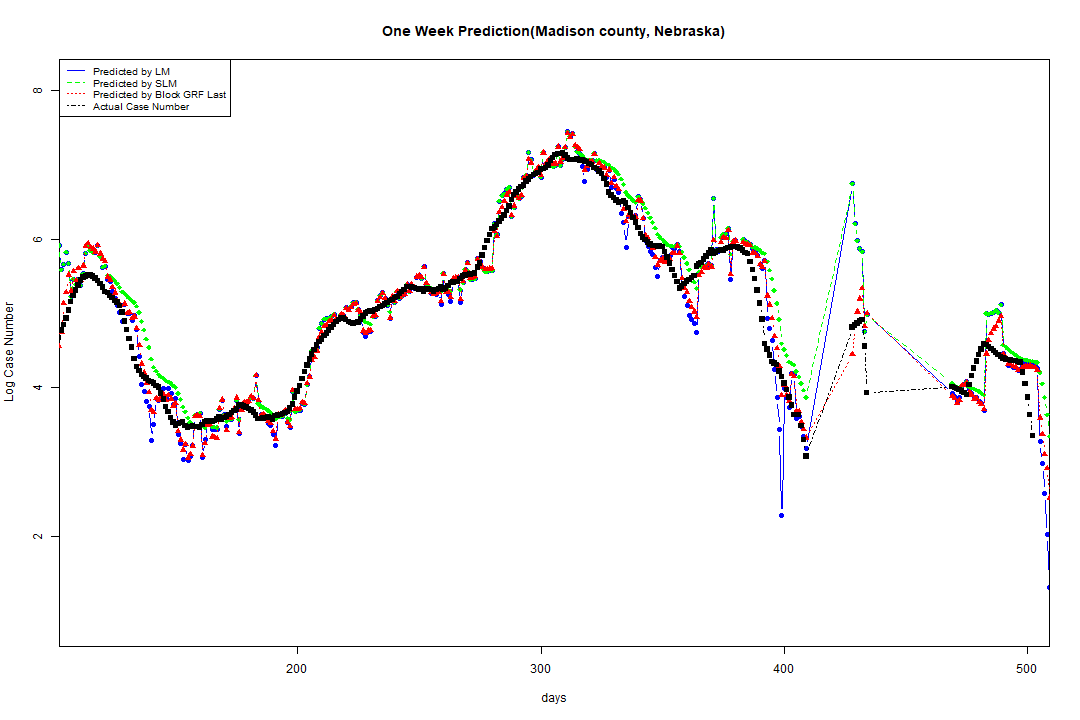 One Week Prediction(Madison county, Nebraska)
Predicted by LM
Predicted by SLM
Predicted by Block GRF Last
Actual Case Number
Log Case Number
8
6
4
2
200
300
400
500
days